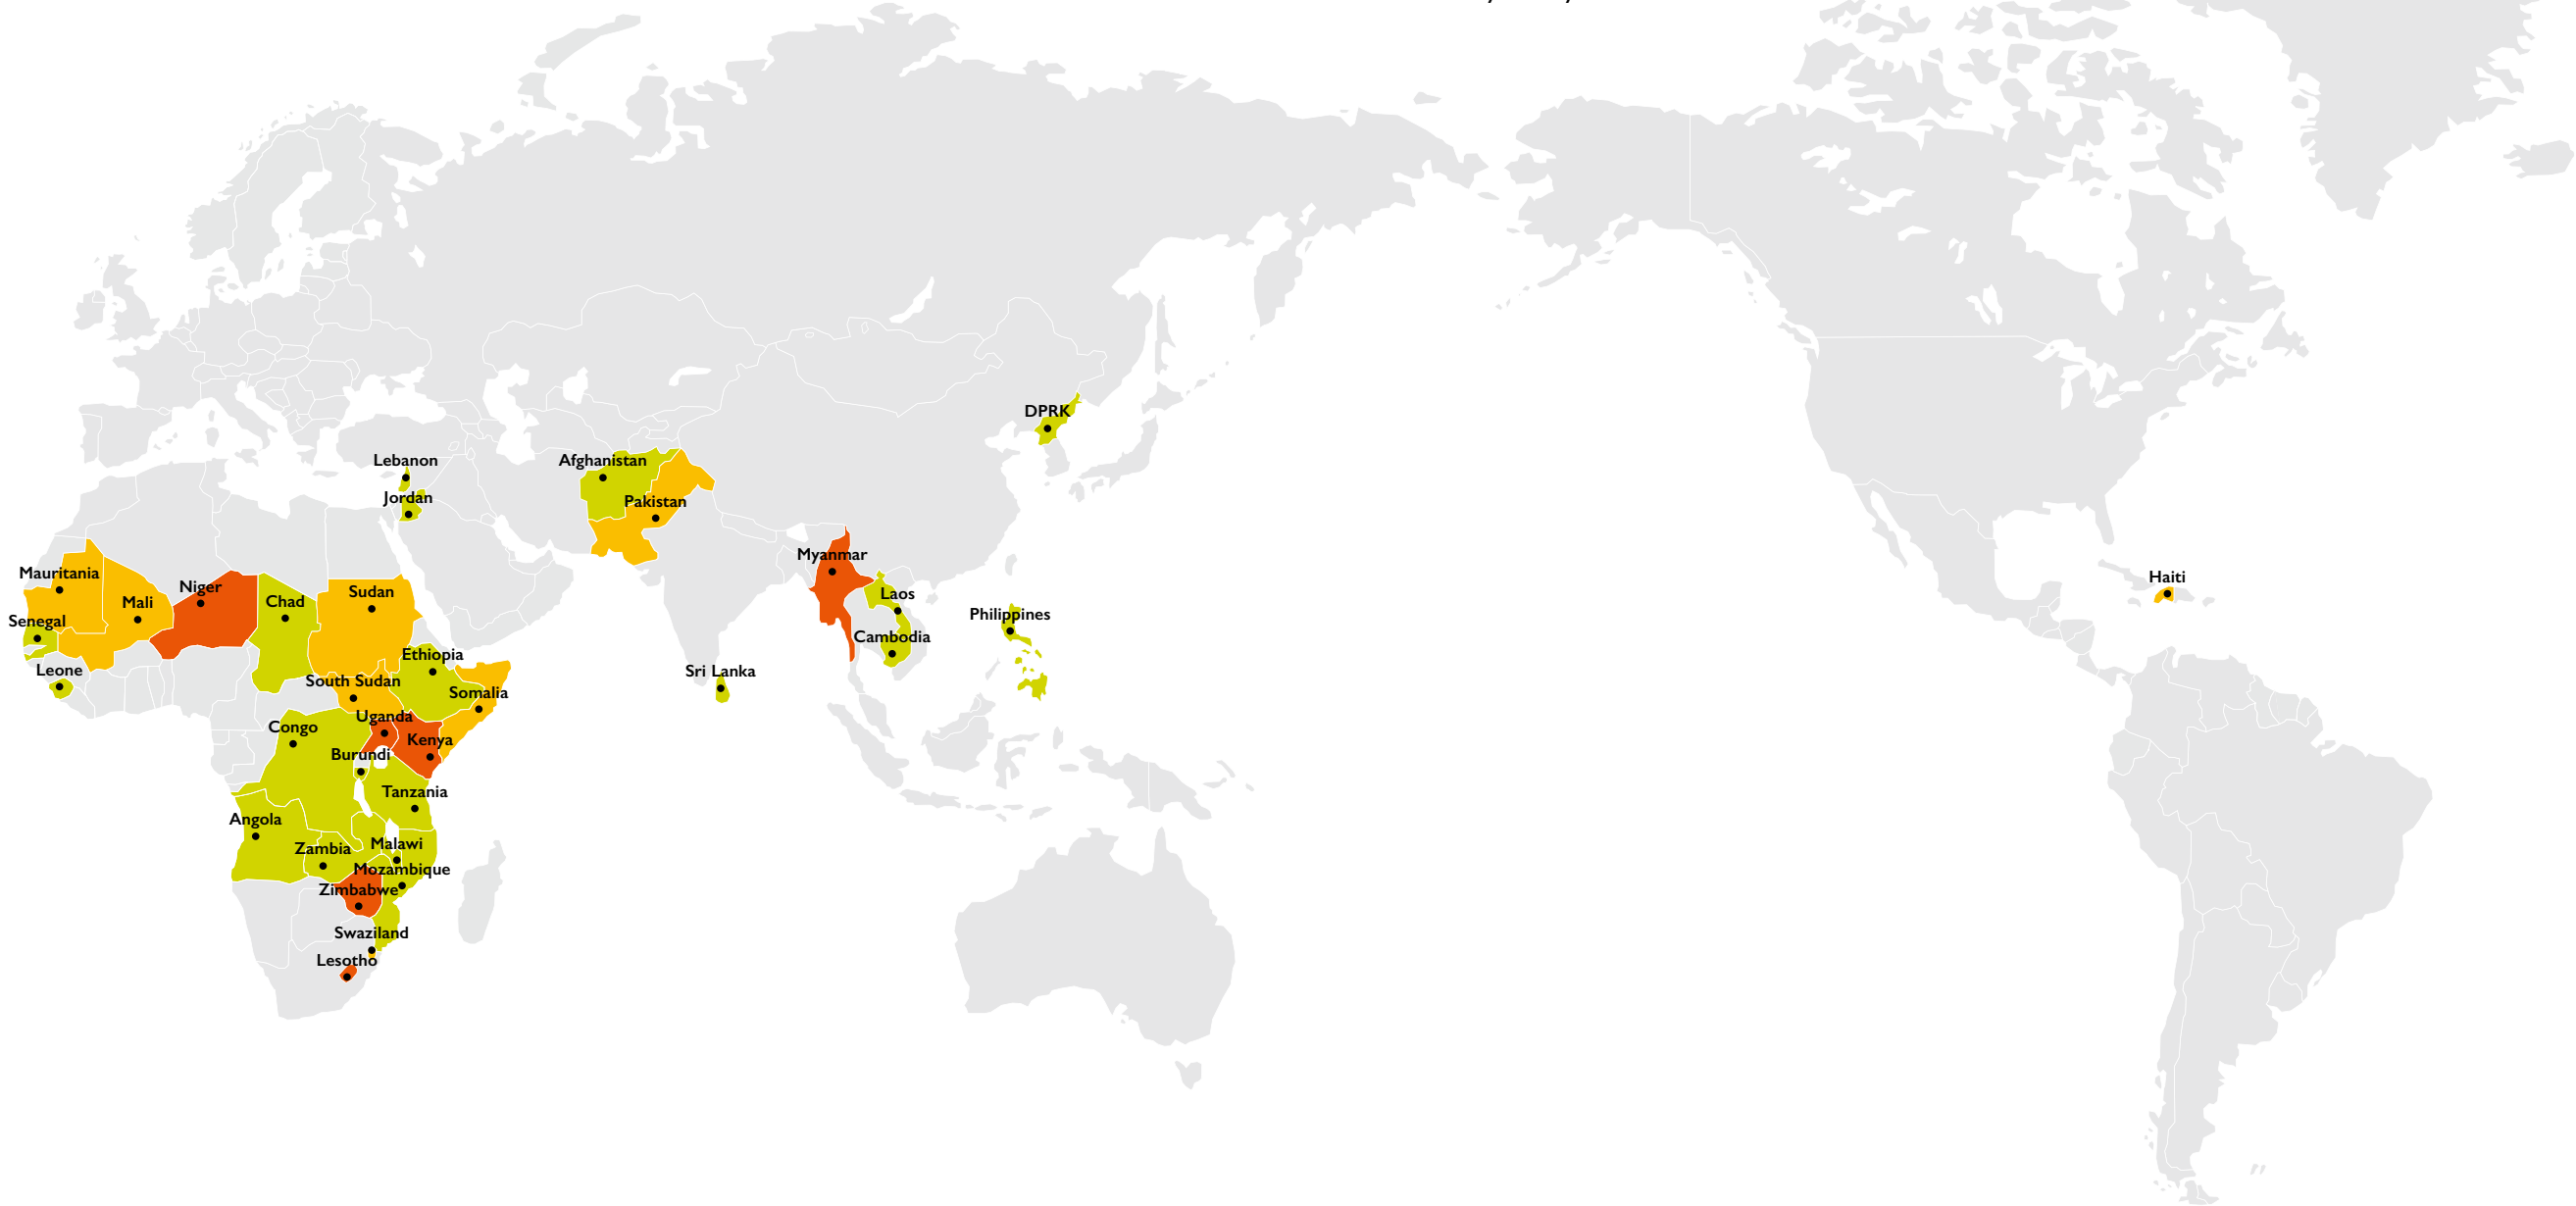 DPRK
Lebanon
Afghanistan
Jordan
Pakistan
Myanmar
Mauritania
Niger
Haiti
Mali
Chad
Sudan
Laos
Senegal
Philippines
Cambodia
Ethiopia
Leone
Sri Lanka
South Sudan
Somalia
Uganda
Congo
Kenya
Burundi
Tanzania
Angola
Malawi
Zambia
Mozambique
Zimbabwe
Swaziland
Lesotho